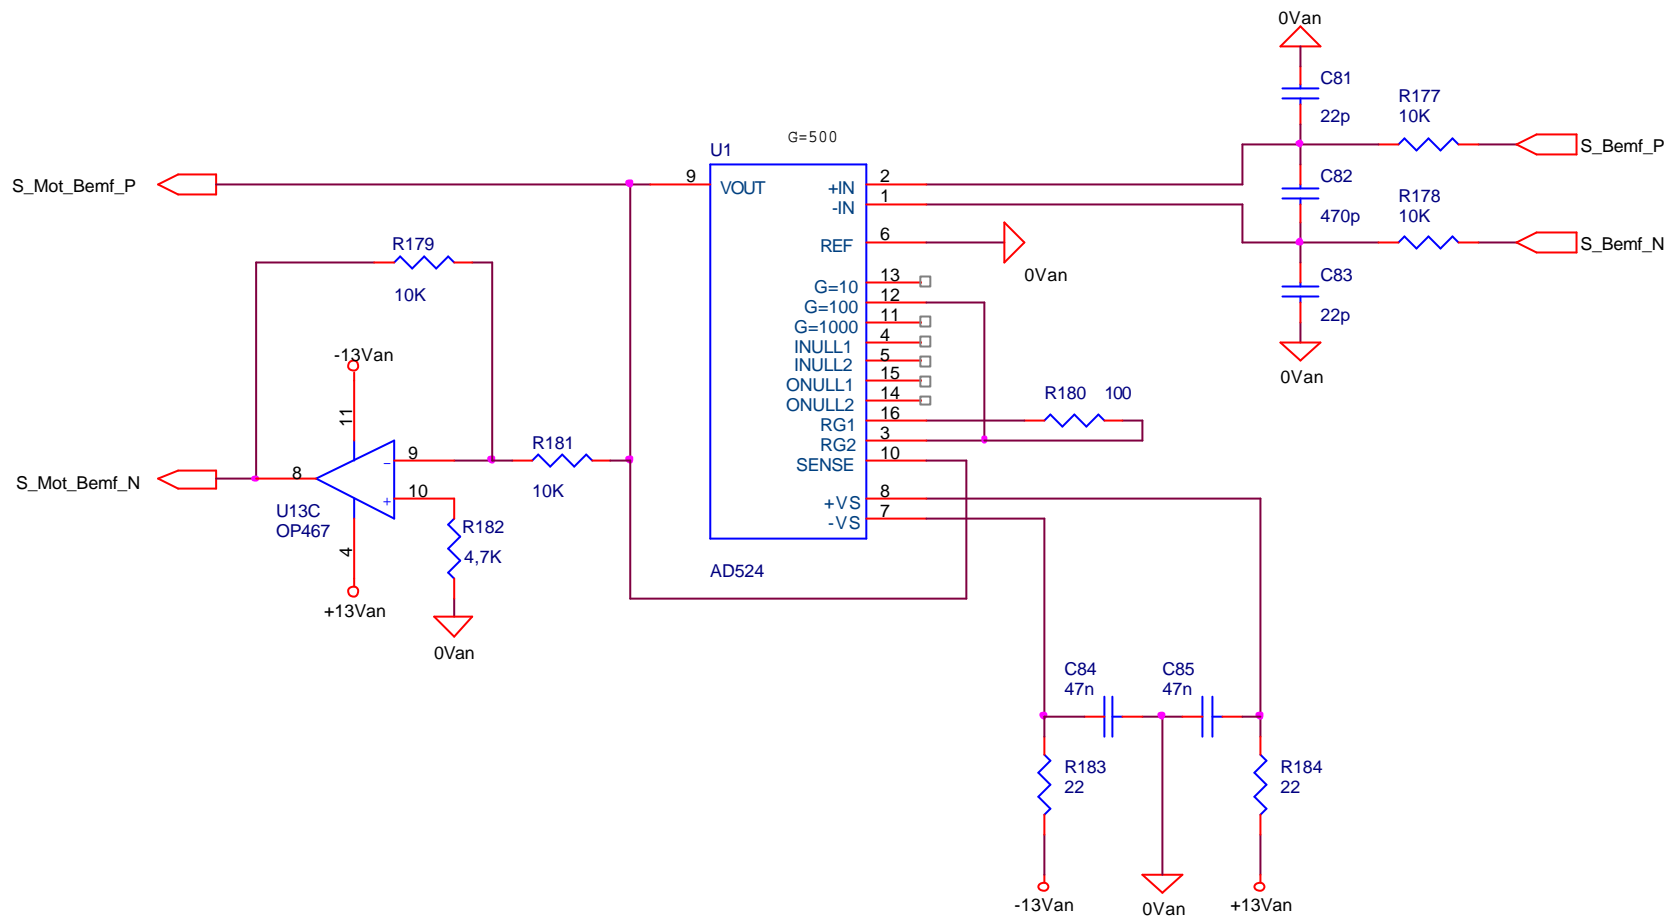 0Van
C81
22p
R177
10K
S_Bemf_P
G=500
U1
S_Mot_Bemf_P
9
VOUT
+IN
2
-IN
1
C82
470p
R178
10K
S_Bemf_N
REF
6
0Van
R179
10K
G=10
13
G=100
12
G=1000
11
INULL1
4
INULL2
5
ONULL1
15
ONULL2
14
RG1
16
RG2
3
SENSE
10
+VS
8
-VS
7
C83
22p
0Van
R180 100
-13Van
11
9
-
8
10
+
S_Mot_Bemf_N
U13C
OP467
4
+13Van
R181
10K
R182
4,7K
0Van
AD524
C84
47n
C85
47n
R183
22
R184
22
-13Van
0Van
+13Van